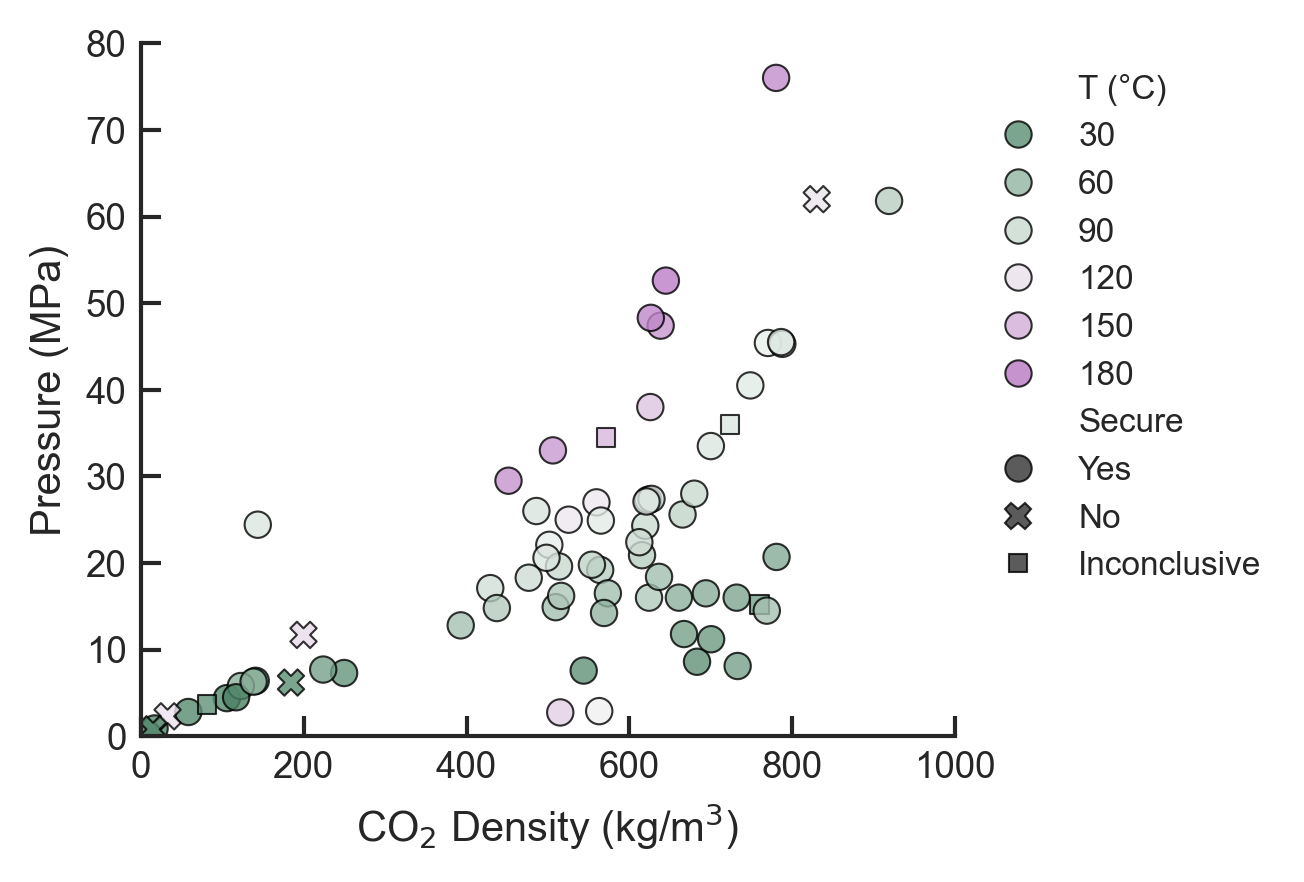 80
70
60
50
40
30
20
10
0
0 200 400 600 800 1000
Pressure (MPa)
CO₂ Density (kg/m³)
T (°C)
30
60
90
120
150
180
Secure
Yes
No
Inconclusive